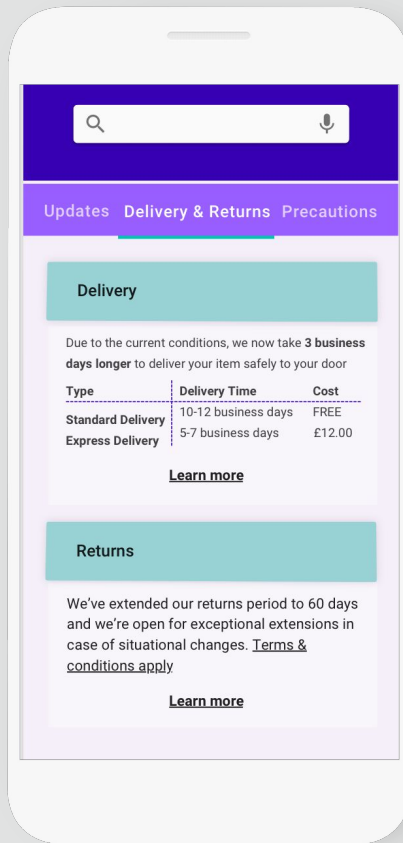 Updates Delivery & Returns Precautions
Delivery
Due to the current conditions, we now take 3 business
days longer to deliver your item safely to your door
Type Delivery Time Cost
Standard Delivery 10-12 business days FREE
Express Delivery 5-7 business days £12.00
Learn more
Returns
We’ve extended our returns period to 60 days
and we’re open for exceptional extensions in
case of situational changes. Terms &
conditions apply
Learn more